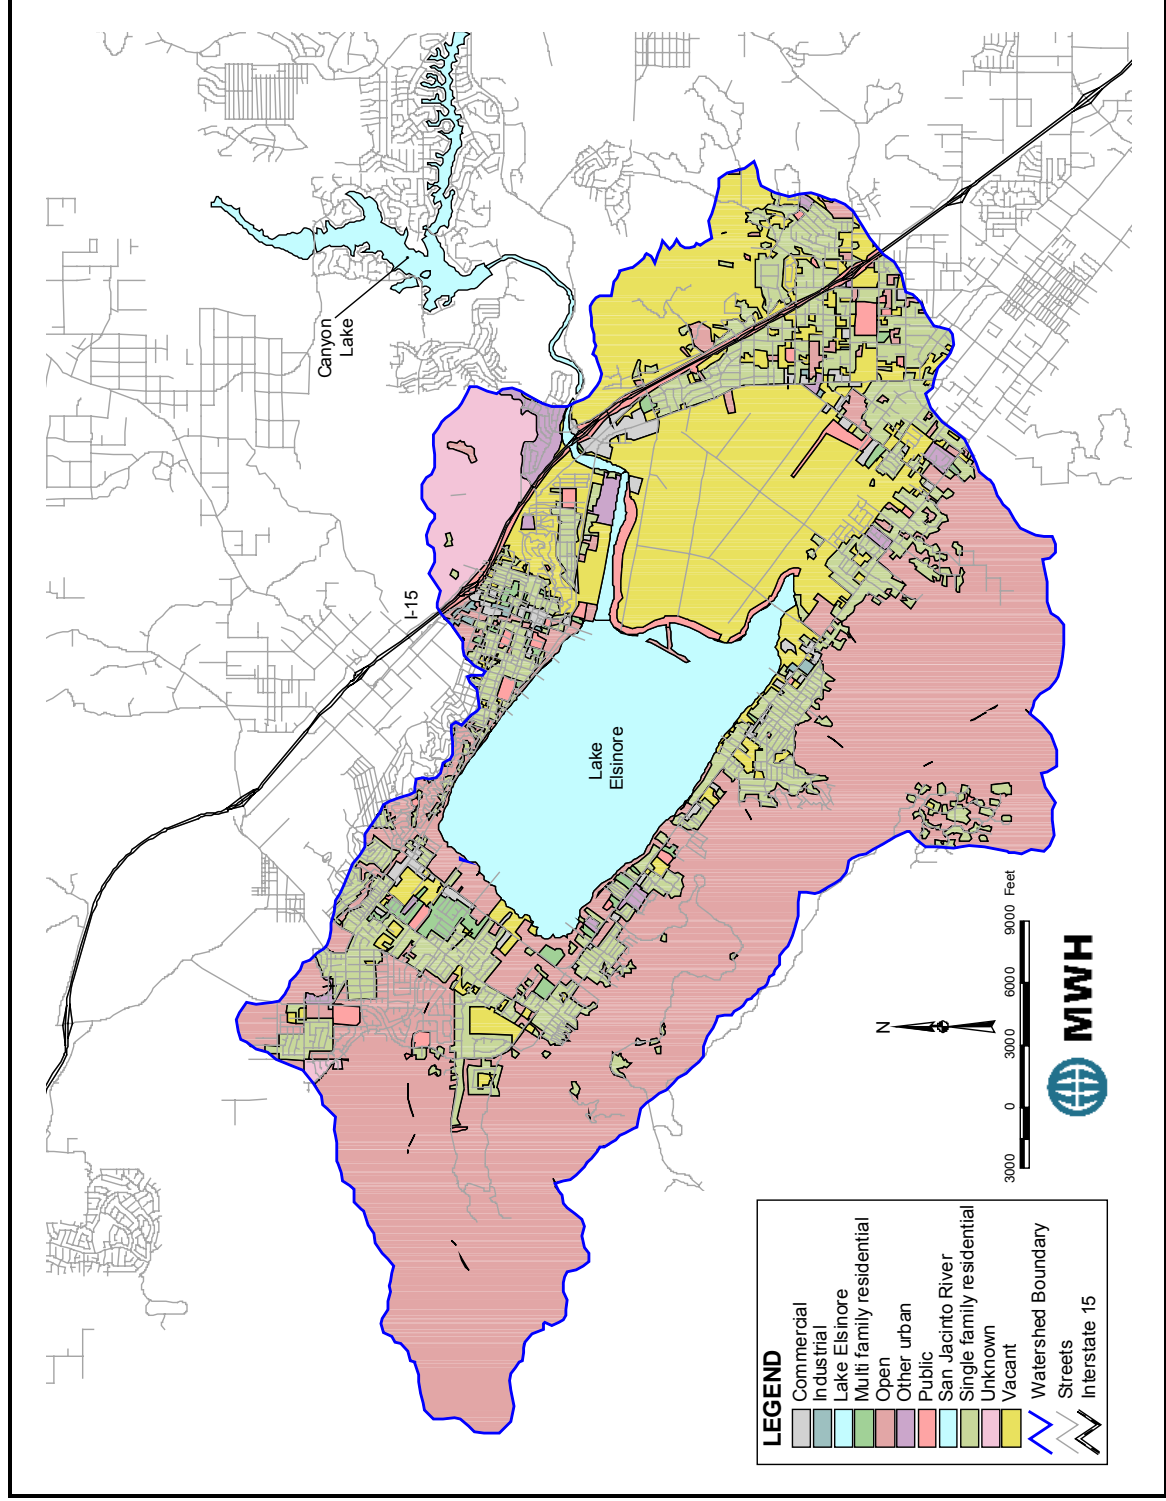 Canyon
Lake
I-15
Lake
Elsinore
N
3000 0 3000 6000 9000 Feet
MWH
LEGEND
Commercial
Industrial
Lake Elsinore
Multi family residential
Open
Other urban
Public
San Jacinto River
Single family residential
Unknown
Vacant
Watershed Boundary
Streets
Interstate 15